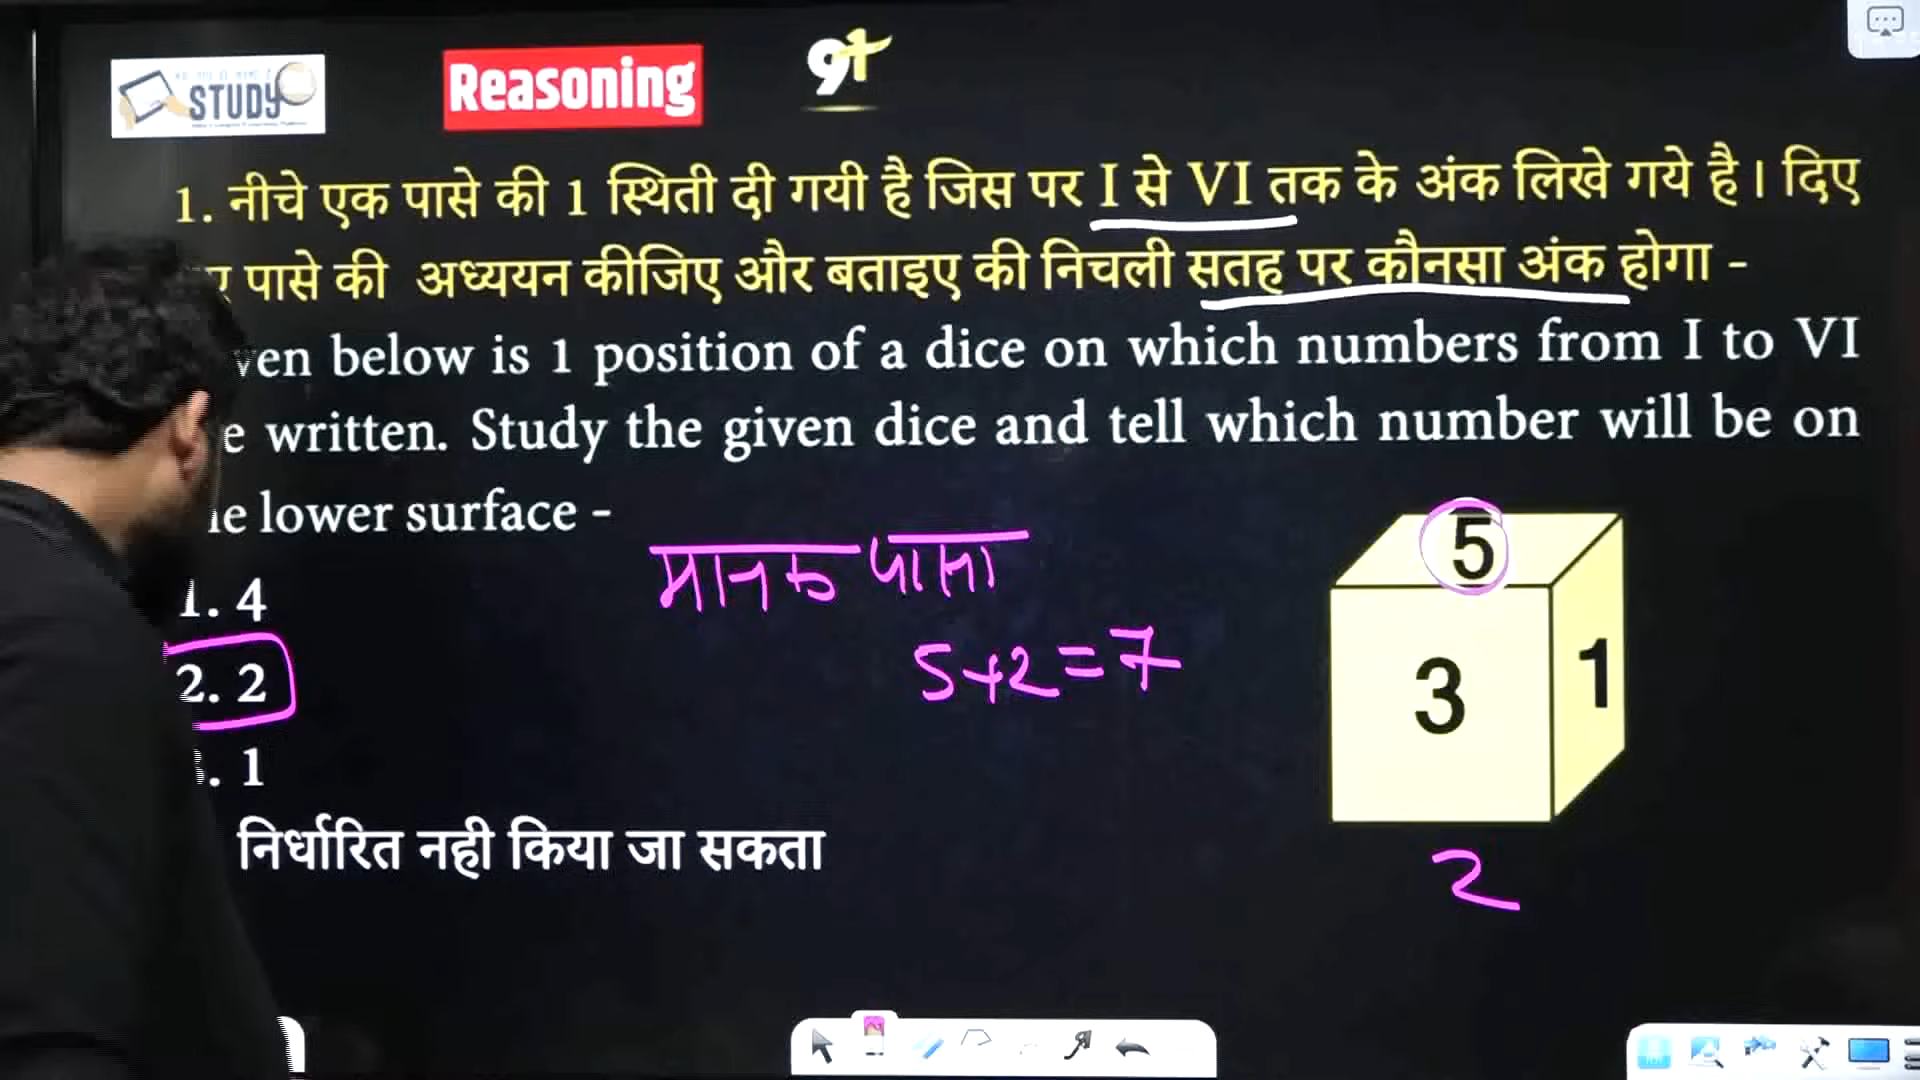 STUDY
Reasoning
9+
1. नीचे एक पासे की 1 स्थिती दी गयी है जिस पर I से VI तक के अंक लिखे गये है। दिए
पासे की अध्ययन कीजिए और बताइए की निचली सतह पर कौनसा अंक होगा -
ven below is 1 position of a dice on which numbers from I to VI
e written. Study the given dice and tell which number will be on
e lower surface -
मानक पासा
5
1. 4
5+2=7
3
1
2. 2
. 1
2
निर्धारित नही किया जा सकता